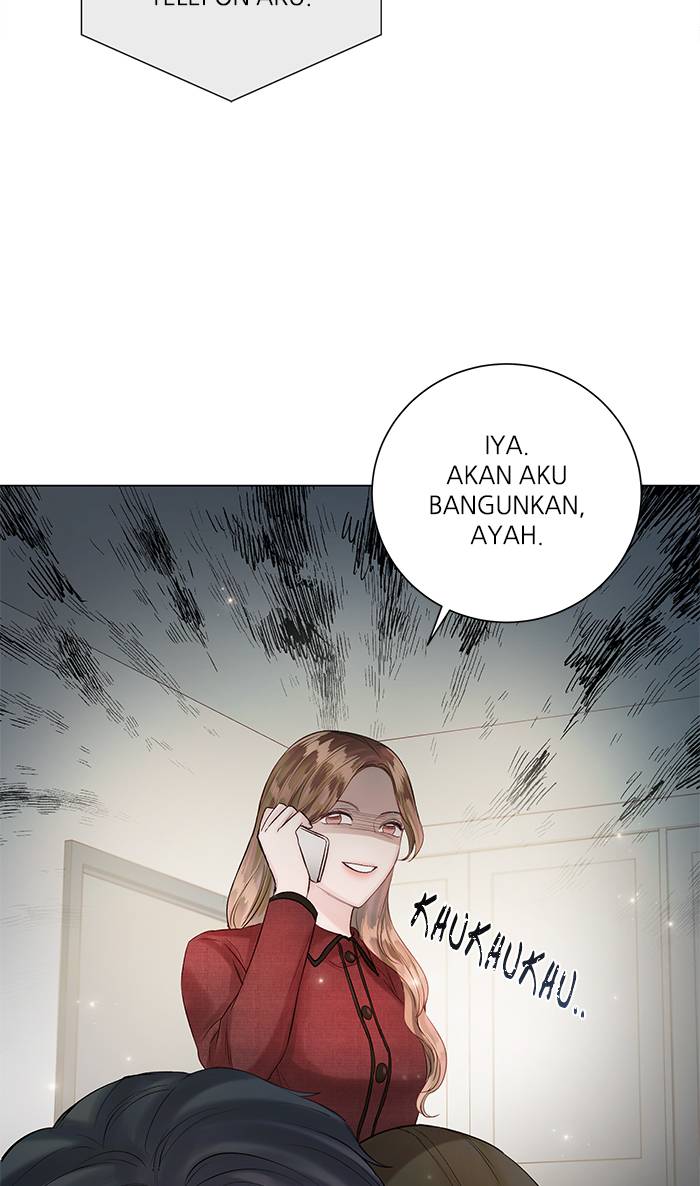 TELEPON AKU.
IYA.
AKAN AKU
BANGUNKAN,
AYAH.
KHUKHUKHU..